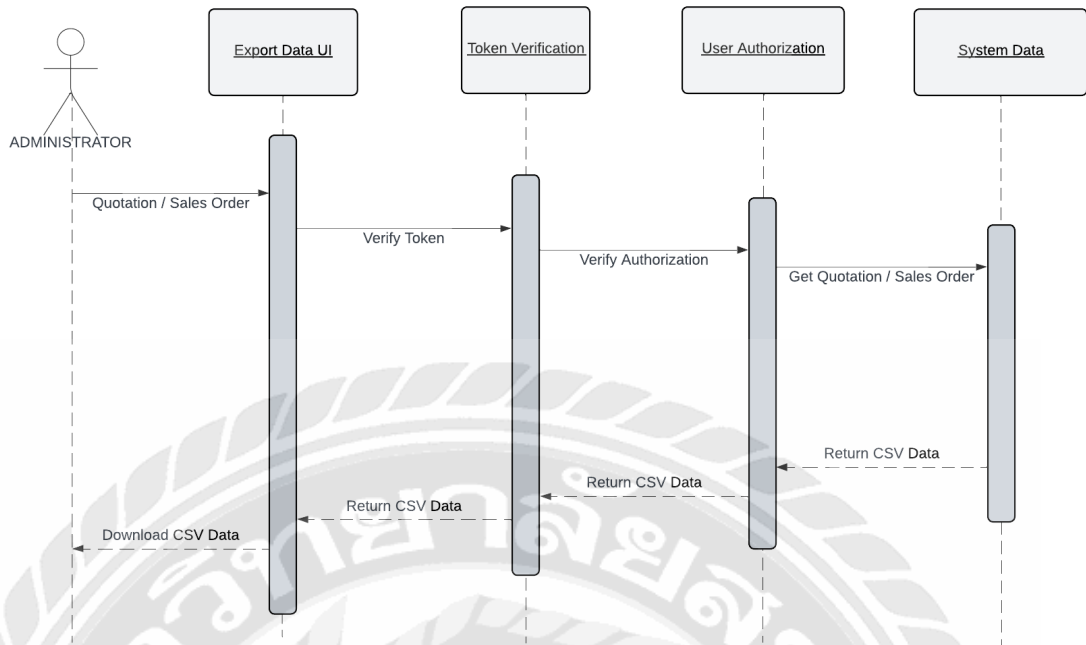 Export Data UI
Token Verification
User Authorization
System Data
ADMINISTRATOR
Quotation / Sales Order
Verify Token
Verify Authorization
Get Quotation / Sales Order
Return CSV Data
Return CSV Data
Return CSV Data
Download CSV Data